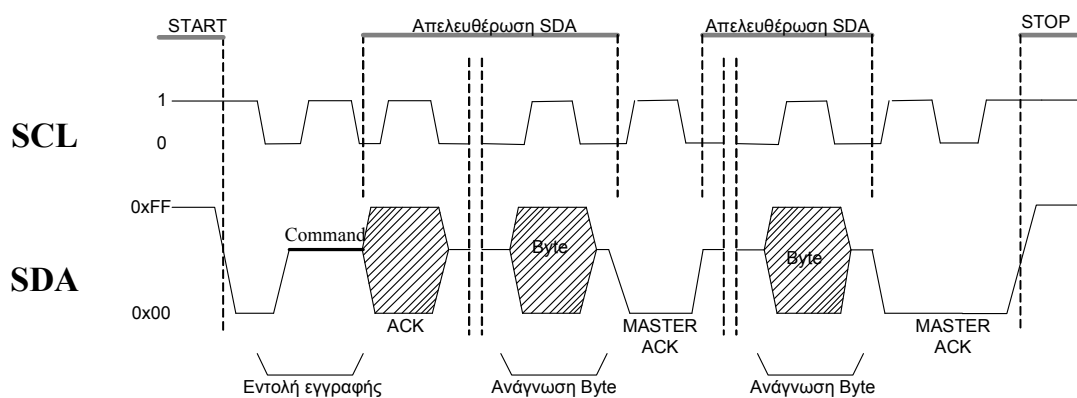 START
Απελευθέρωση SDA
Απελευθέρωση SDA
STOP
1
SCL
0
0xFF
Command
Byte
Byte
SDA
0x00
ACK
MASTER
ACK
MASTER
ACK
Εντολή εγγραφής
Ανάγνωση Byte
Ανάγνωση Byte